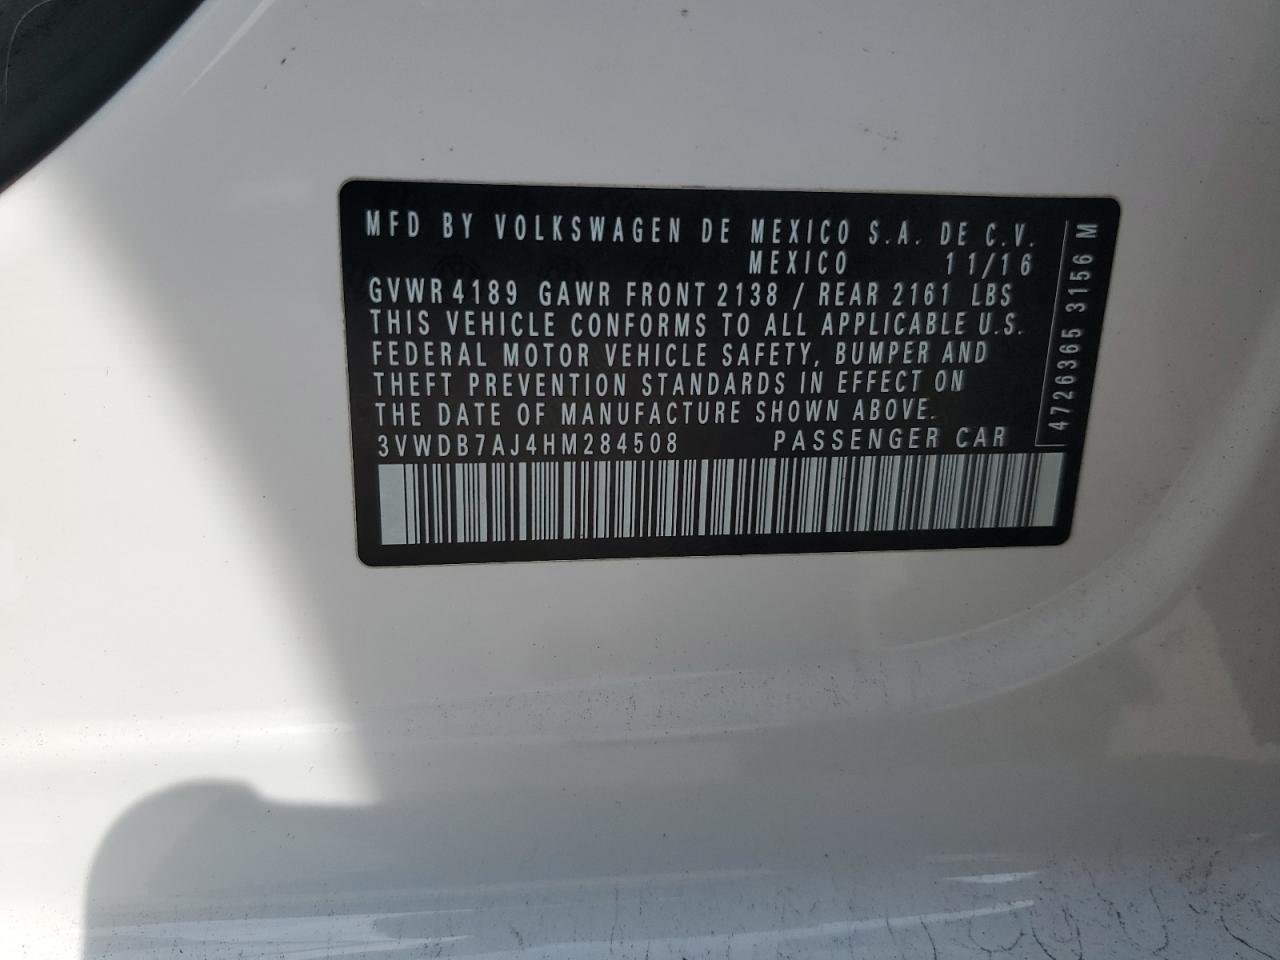 MFD BY VOLKSWAGEN DE MEXICO S.A. DE C.V.
MEXICO 11/16
GVWR 4189 GAWR FRONT 2138 / REAR 2161 LBS
THIS VEHICLE CONFORMS TO ALL APPLICABLE U.S.
FEDERAL MOTOR VEHICLE SAFETY, BUMPER AND
THEFT PREVENTION STANDARDS IN EFFECT ON
THE DATE OF MANUFACTURE SHOWN ABOVE.
3VWDB7AJ4HM284508 PASSENGER CAR
4726365 3156 M